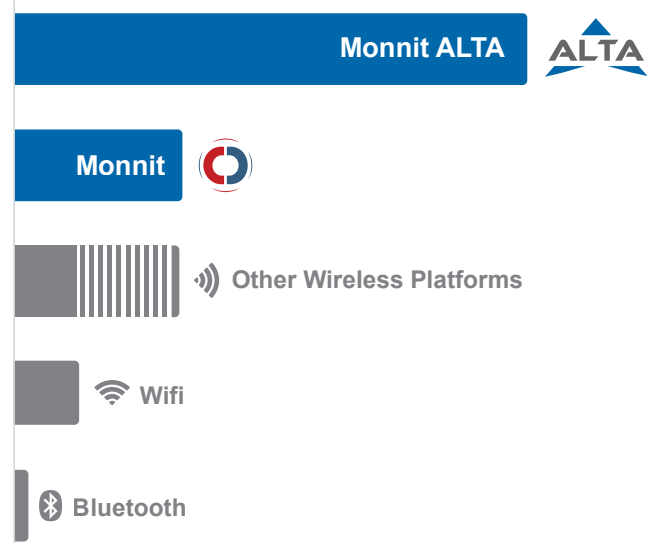 Monnit ALTA
ALTA
Monnit
Other Wireless Platforms
Wifi
Bluetooth